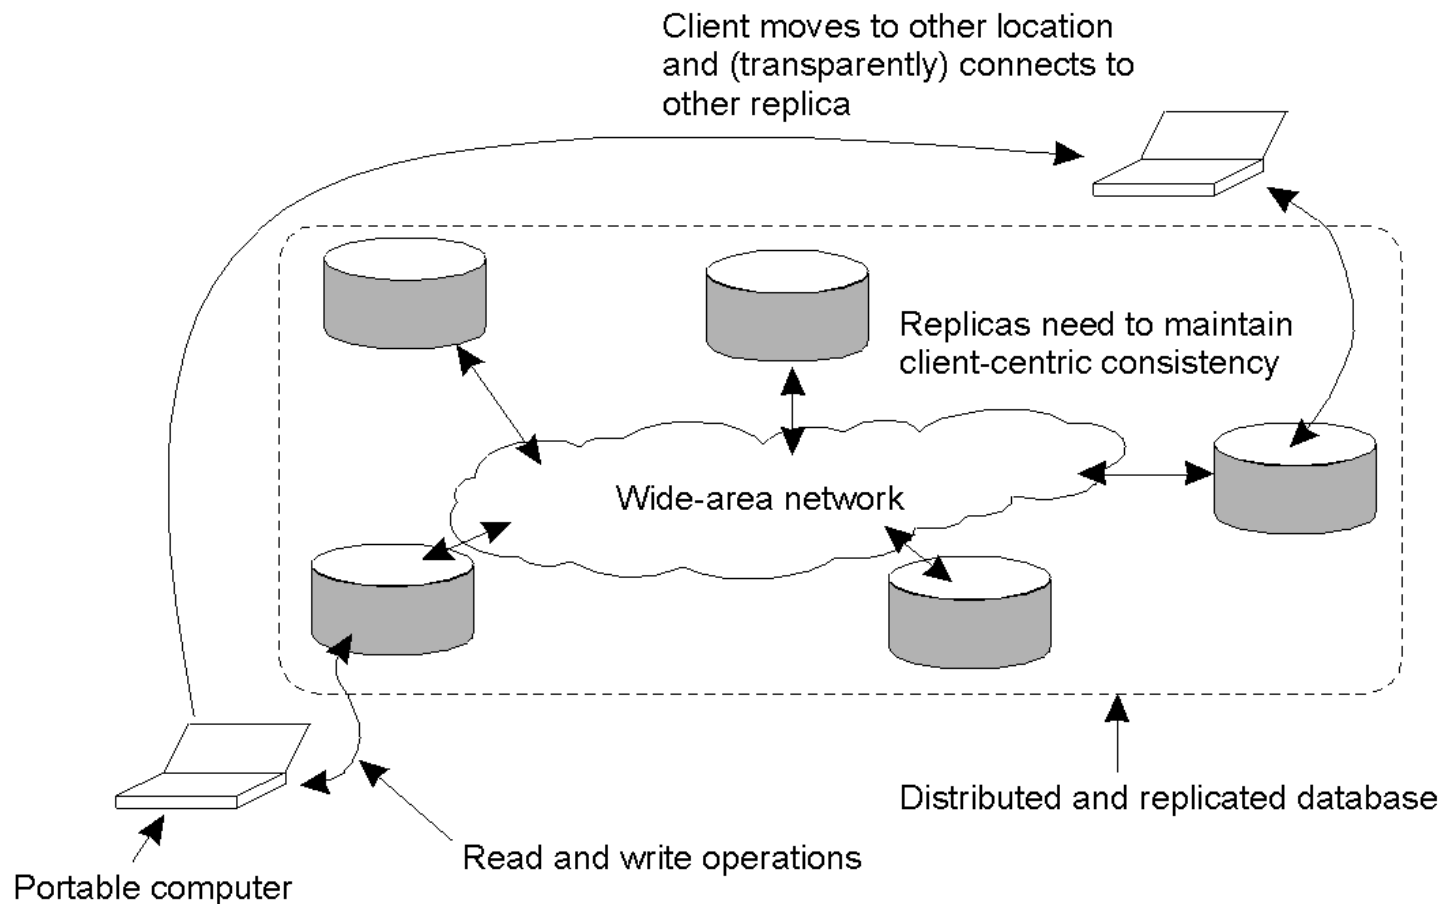 Client moves to other location
and (transparently) connects to
other replica
Replicas need to maintain
client-centric consistency
Wide-area network
Distributed and replicated database
Read and write operations
Portable computer